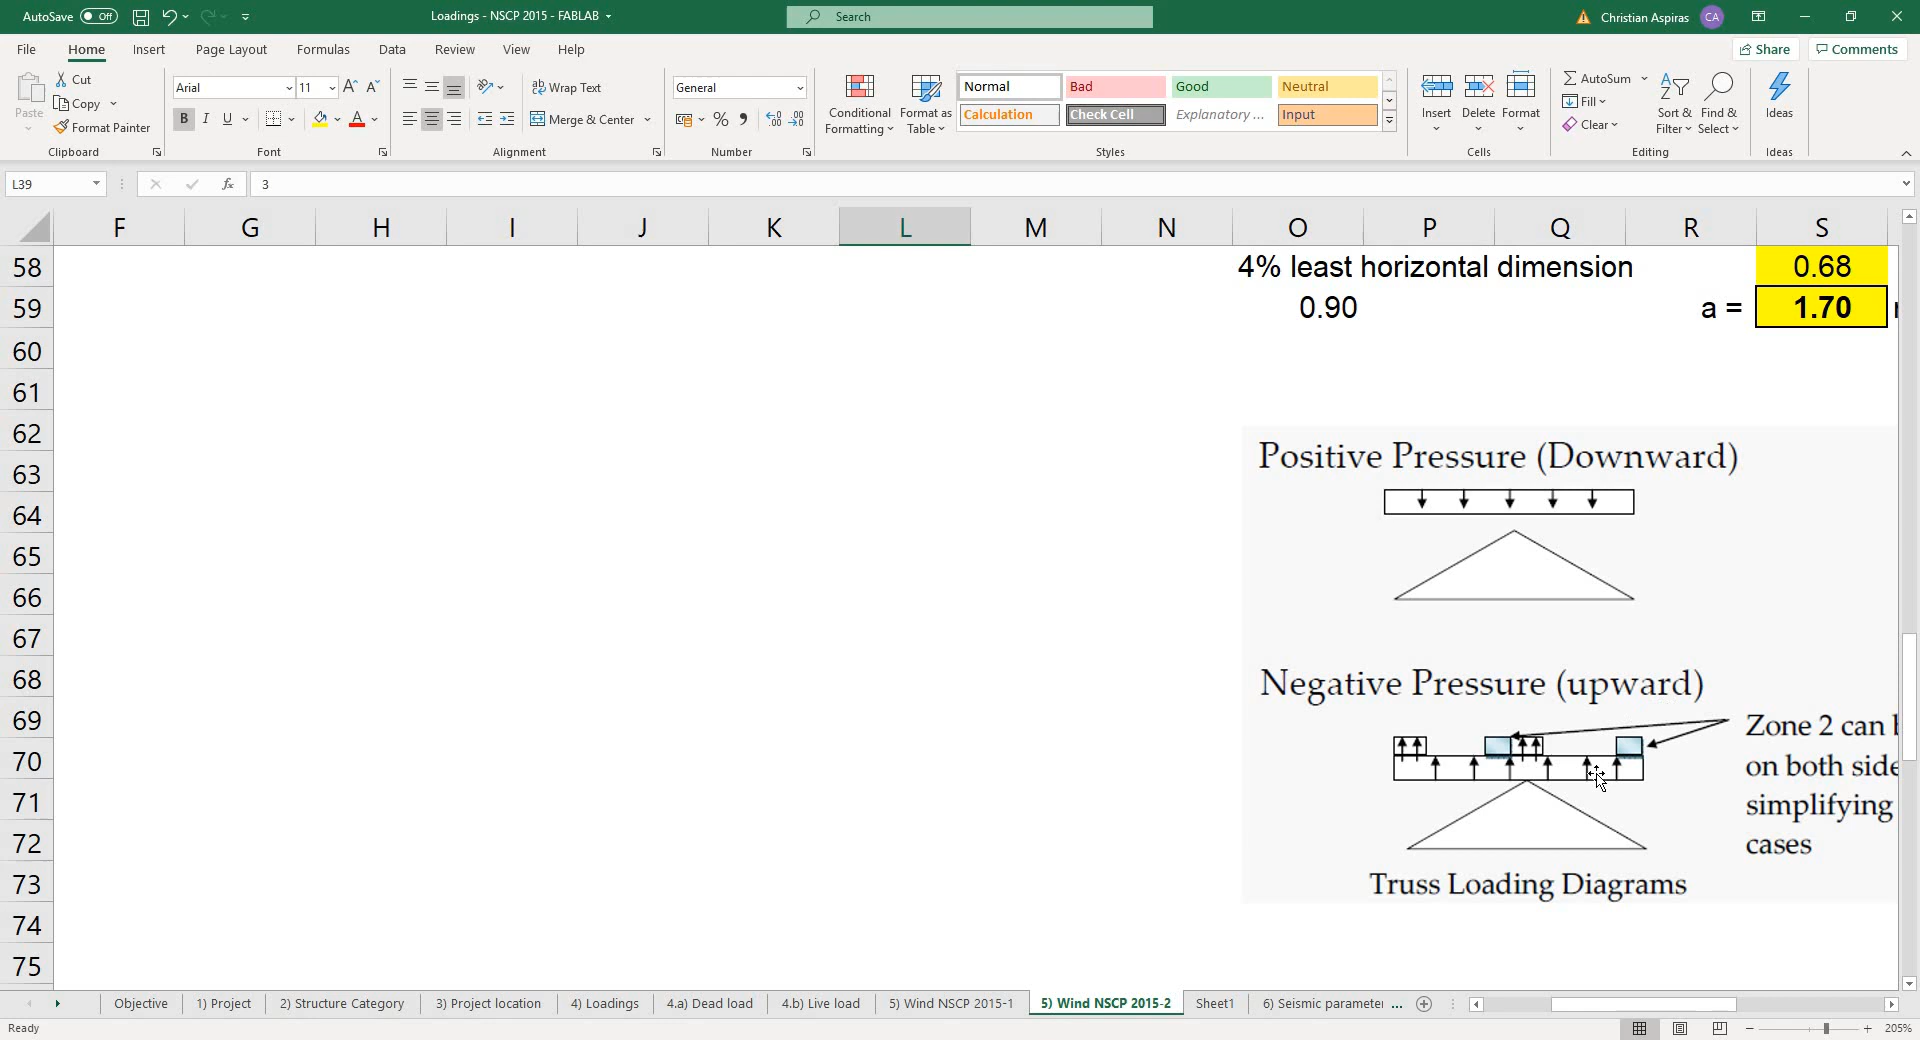 AutoSave Off
Loadings - NSCP 2015 - FABLAB
Search
Christian Aspiras CA
File Home Insert Page Layout Formulas Data Review View Help
Share Comments
Paste
Cut
Copy
Format Painter
Clipboard
Arial 11
B I U
Font
Wrap Text
Merge & Center
Alignment
General
Number
Conditional Formatting
Format as Table
Normal Bad Good Neutral
Calculation Check Cell Explanatory ... Input
Styles
Insert Delete Format
Cells
AutoSum
Fill
Clear
Sort & Filter
Find & Select
Editing
Ideas
Ideas
L39 fx 3
F G H I J K L M N O P Q R S
58 4% least horizontal dimension 0.68
59 0.90 a = 1.70
60
61
62
63
64
65
66
67
68
69
70
71
72
73
74
75
Positive Pressure (Downward)
Negative Pressure (upward)
Zone 2 can
on both side
simplifying
cases
Truss Loading Diagrams
Objective 1) Project 2) Structure Category 3) Project location 4) Loadings 4.a) Dead load 4.b) Live load 5) Wind NSCP 2015-1 5) Wind NSCP 2015-2 Sheet1 6) Seismic parameter ...
Ready
205%